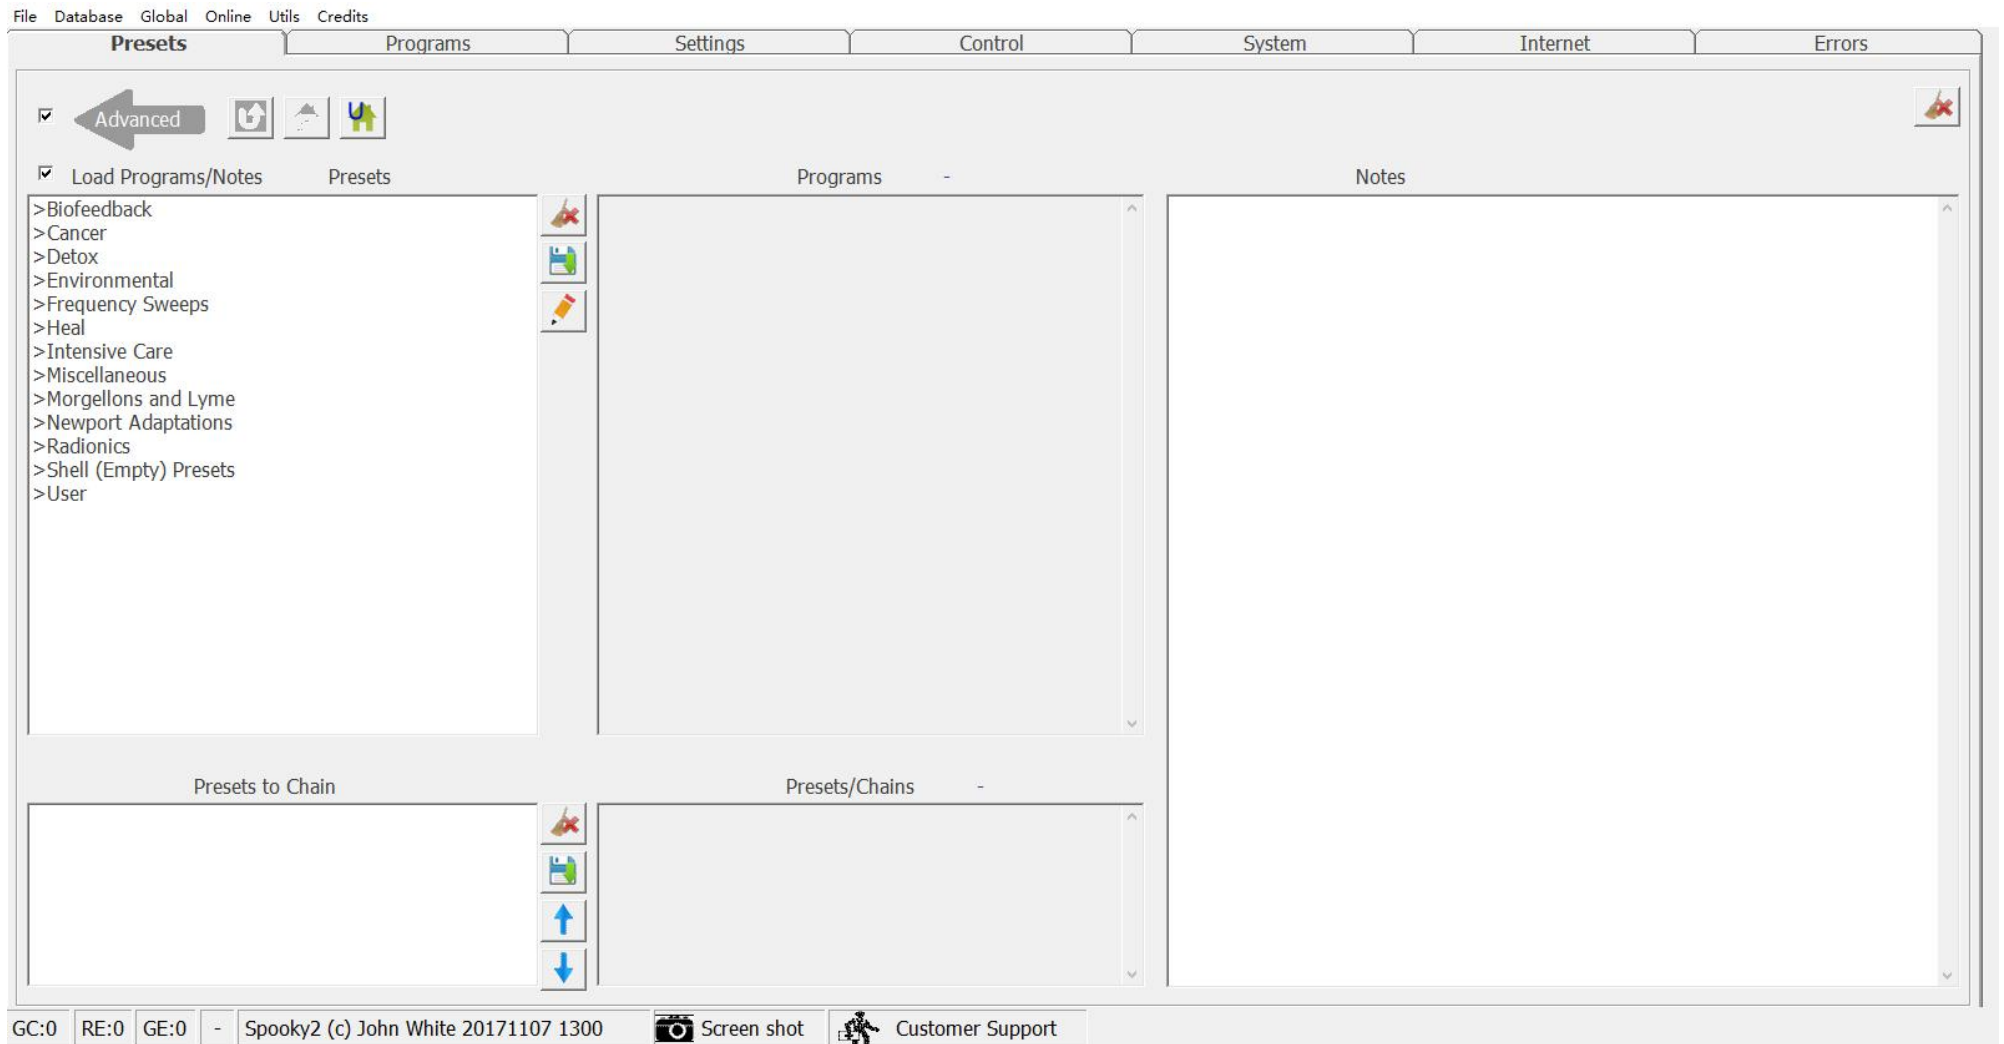 File Database Global Online Utils Credits
Presets Programs Settings Control System Internet Errors
Advanced
Load Programs/Notes Presets Programs - Notes
>Biofeedback
>Cancer
>Detox
>Environmental
>Frequency Sweeps
>Heal
>Intensive Care
>Miscellaneous
>Morgellons and Lyme
>Newport Adaptations
>Radionics
>Shell (Empty) Presets
>User
Presets to Chain Presets/Chains -
GC:0 RE:0 GE:0 - Spooky2 (c) John White 20171107 1300 Screen shot Customer Support